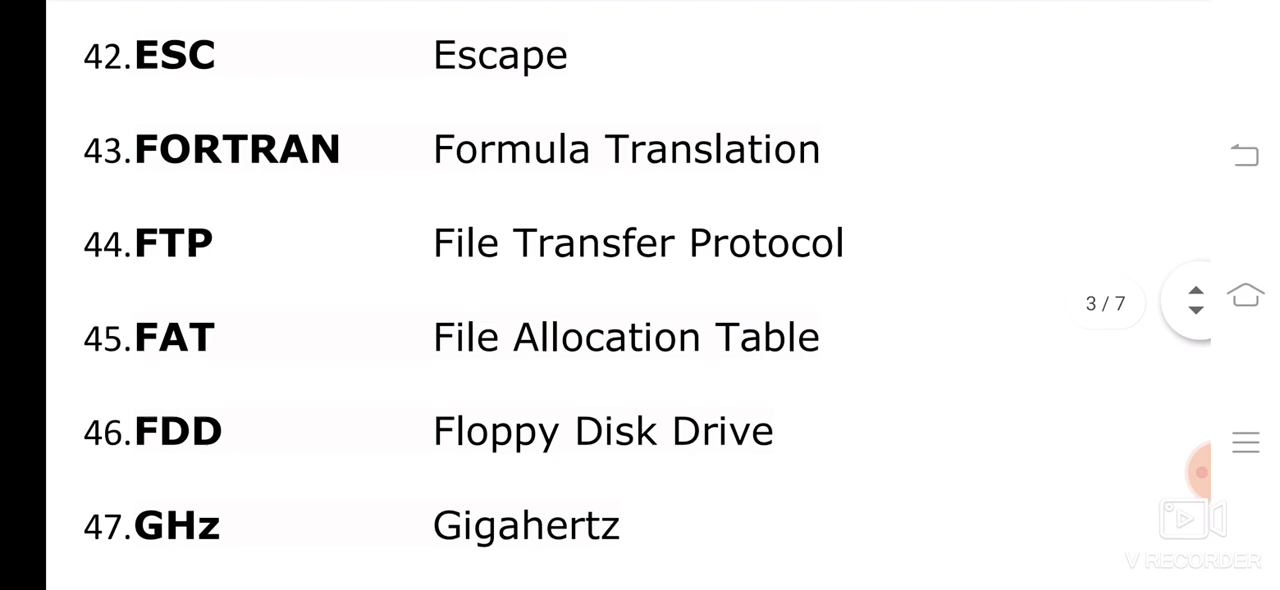 42.ESC Escape
43.FORTRAN Formula Translation
44.FTP File Transfer Protocol
3 / 7
45.FAT File Allocation Table
46.FDD Floppy Disk Drive
47.GHz Gigahertz
V RECORDER